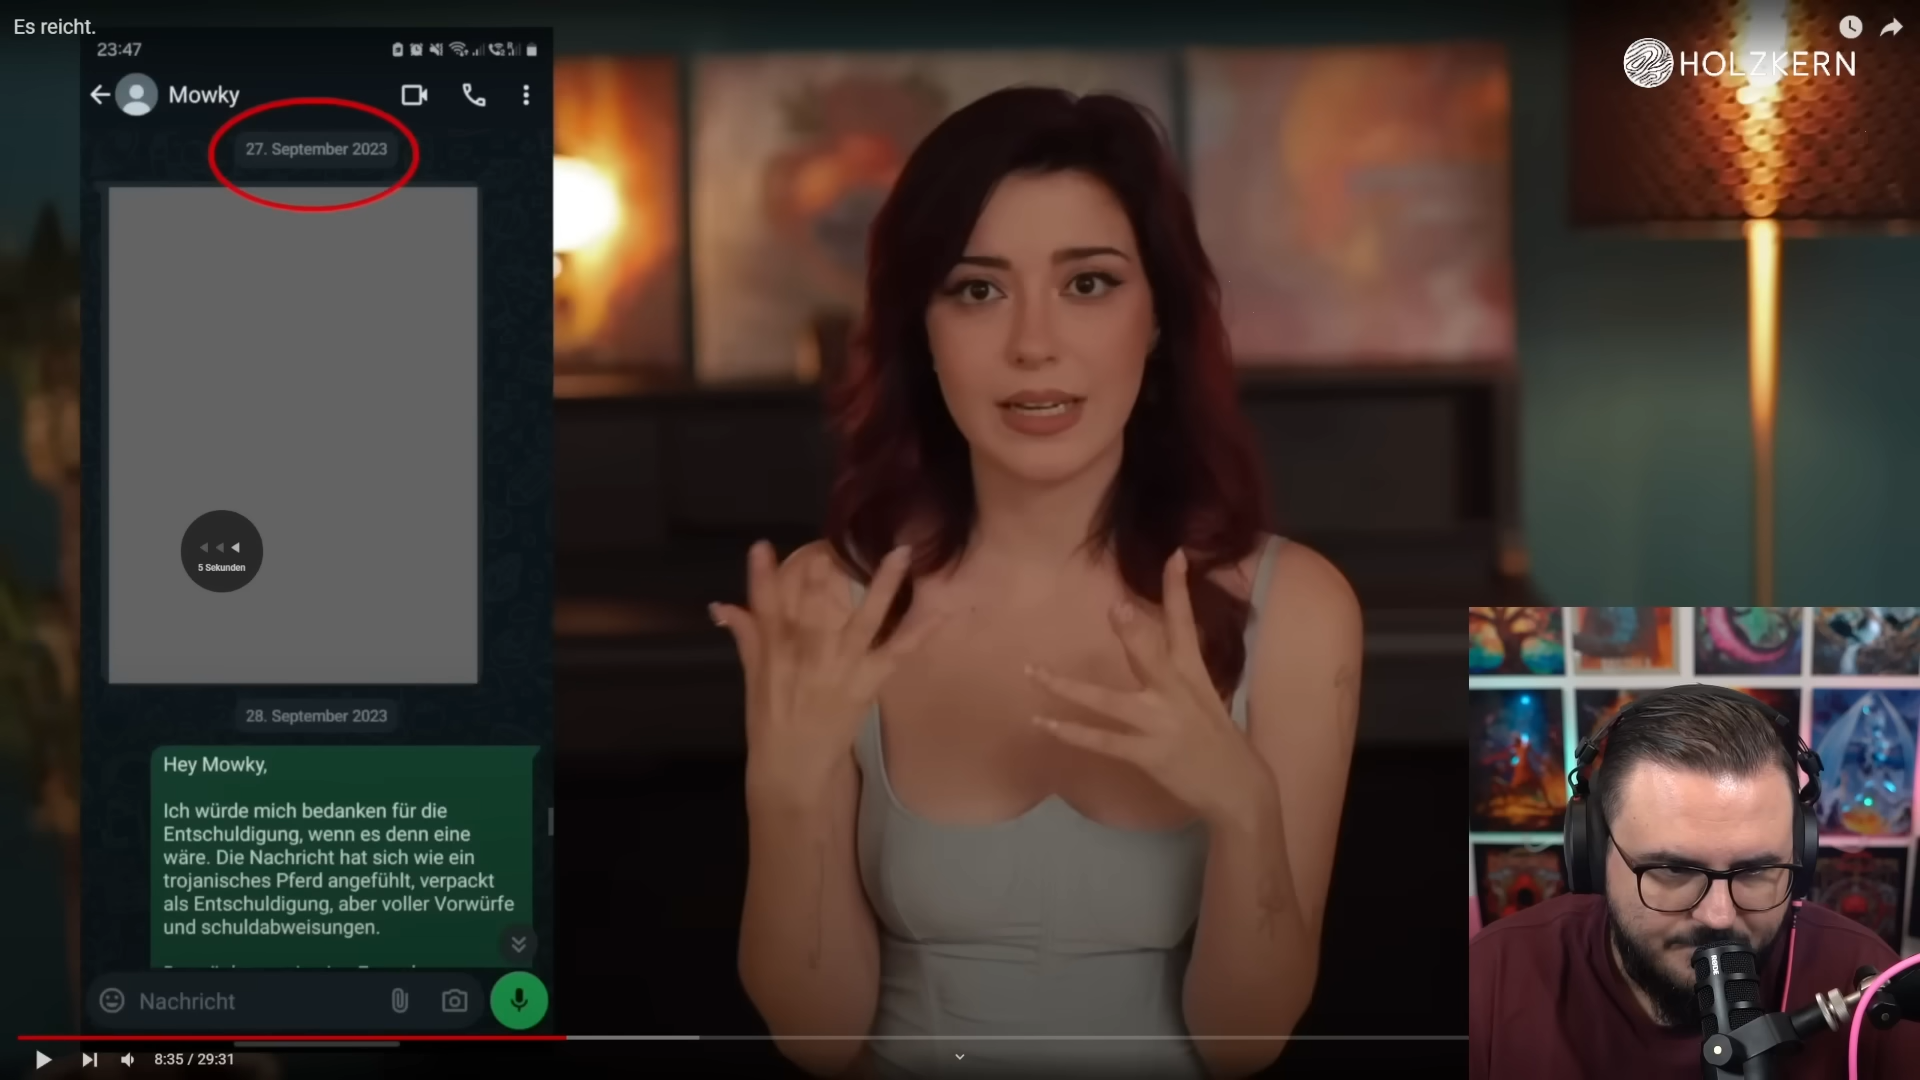 Es reicht.
23:47
HOLZKERN
Mowky
27. September 2023
5 Sekunden
28. September 2023
Hey Mowky,
Ich würde mich bedanken für die
Entschuldigung, wenn es denn eine
wäre. Die Nachricht hat sich wie ein
trojanisches Pferd angefühlt, verpackt
als Entschuldigung, aber voller Vorwürfe
und schuldabweisungen.
Nachricht
RØDE
8:35 / 29:31